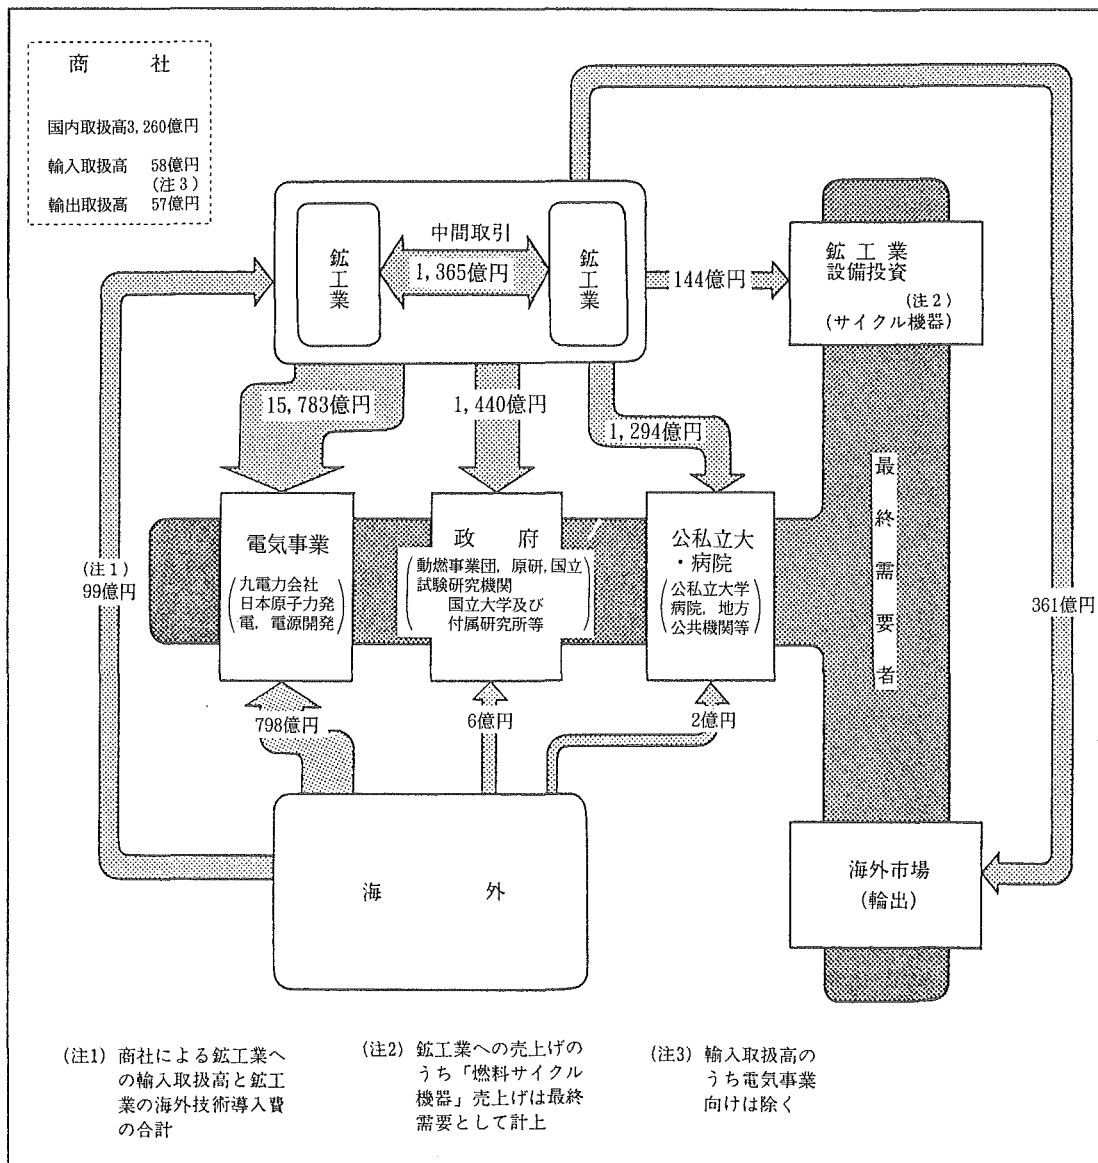 商 社
国内取扱高3,260億円
輸入取扱高 58億円
(注3)
輸出取扱高 57億円
中間取引
鉱工業
1,365億円
鉱工業
144億円
鉱工業
設備投資
(注2)
(サイクル機器)
15,783億円
1,440億円
1,294億円
最終需要者
電気事業
九電力会社
日本原子力発
電,電源開発
政 府
動燃事業団,原研,国立
試験研究機関
国立大学及び
付属研究所等
公私立大
・病院
公私立大学
病院,地方
公共機関等
(注1)
99億円
361億円
798億円
6億円
2億円
海 外
海外市場
(輸出)
(注1) 商社による鉱工業へ
の輸入取扱高と鉱工
業の海外技術導入費
の合計
(注2) 鉱工業への売上げの
うち「燃料サイクル
機器」売上げは最終
需要として計上
(注3) 輸入取扱高の
うち電気事業
向けは除く